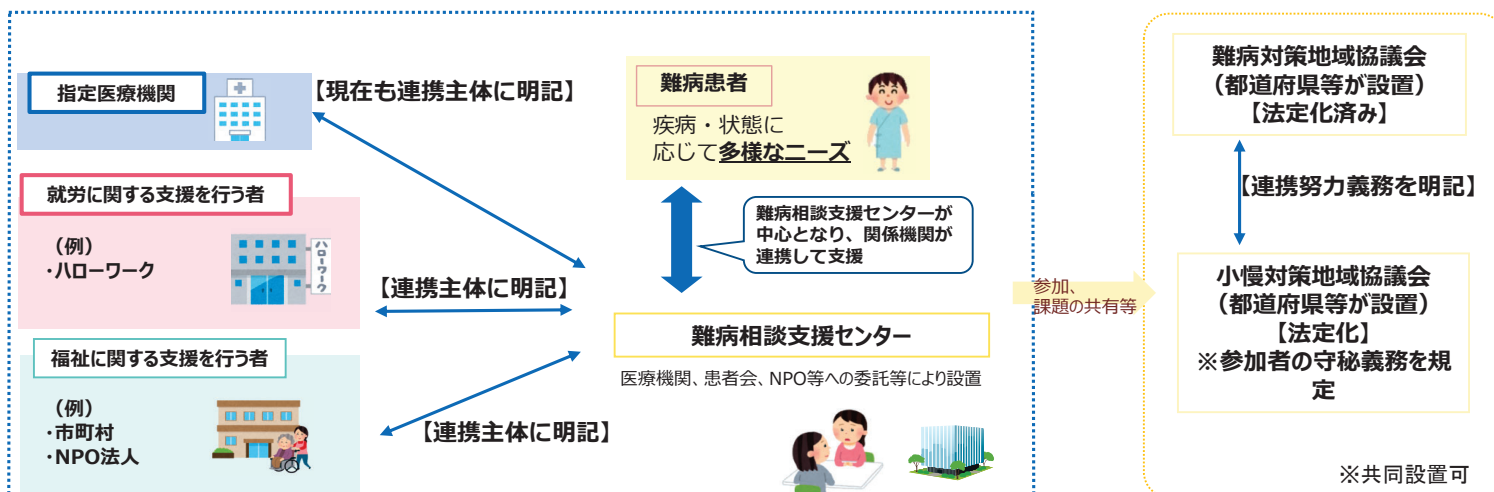 指定医療機関
【現在も連携主体に明記】
就労に関する支援を行う者
（例）
・ハローワーク
ハローワーク
【連携主体に明記】
福祉に関する支援を行う者
（例）
・市町村
・NPO法人
【連携主体に明記】
難病患者
疾病・状態に
応じて多様なニーズ
難病相談支援センターが
中心となり、関係機関が
連携して支援
難病相談支援センター
医療機関、患者会、NPO等への委託等により設置
参加、
課題の共有等
難病対策地域協議会
（都道府県等が設置）
【法定化済み】
【連携努力義務を明記】
小慢対策地域協議会
（都道府県等が設置）
【法定化】
※参加者の守秘義務を規
定
※共同設置可